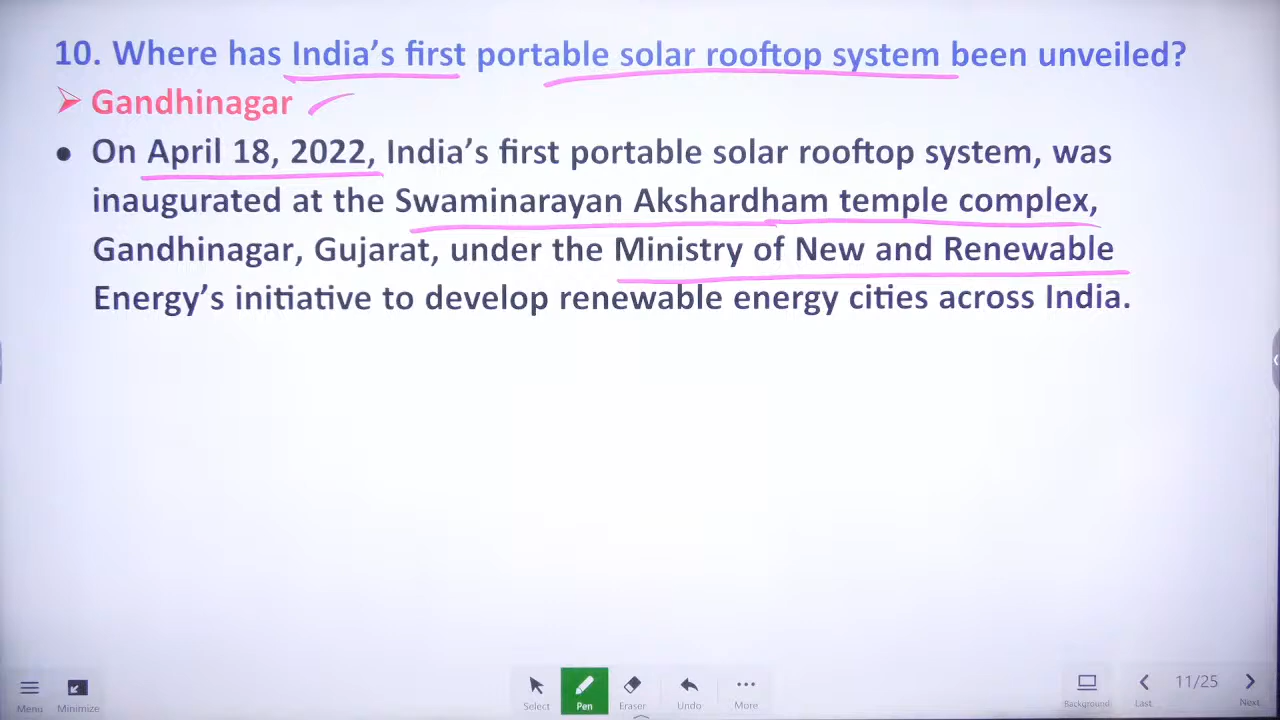 10. Where has India's first portable solar rooftop system been unveiled?
➤ Gandhinagar
• On April 18, 2022, India's first portable solar rooftop system, was
inaugurated at the Swaminarayan Akshardham temple complex,
Gandhinagar, Gujarat, under the Ministry of New and Renewable
Energy's initiative to develop renewable energy cities across India.
Menu Minimize Select Pen Eraser Undo More Background Last 11/25 Next